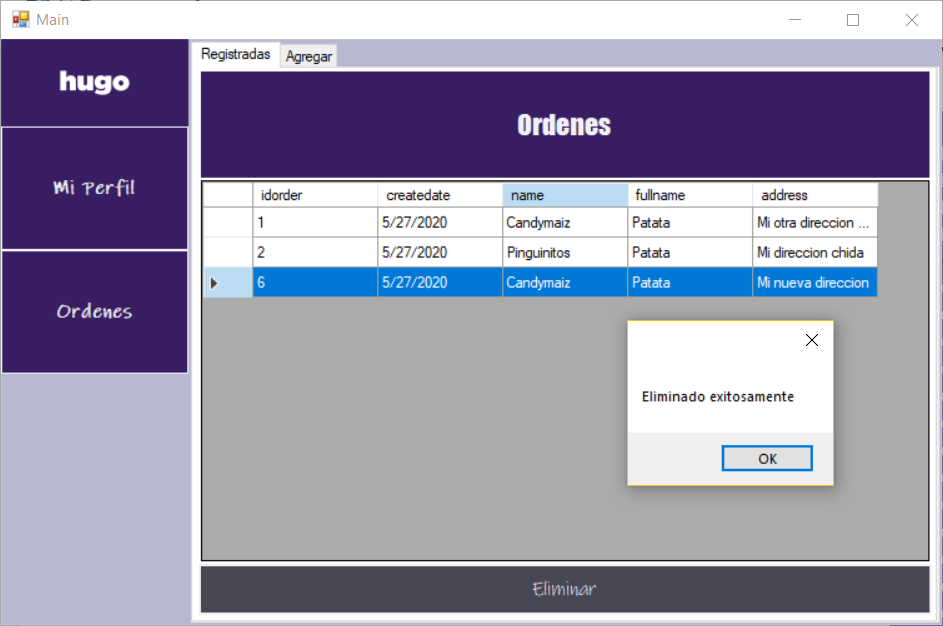 Main
hugo
Mi Perfil
Ordenes
Registradas Agregar
Ordenes
idorder createdate name fullname address
1 5/27/2020 Candymaiz Patata Mi otra direccion ...
2 5/27/2020 Pinguinitos Patata Mi direccion chida
6 5/27/2020 Candymaiz Patata Mi nueva direccion
Eliminado exitosamente
OK
Eliminar